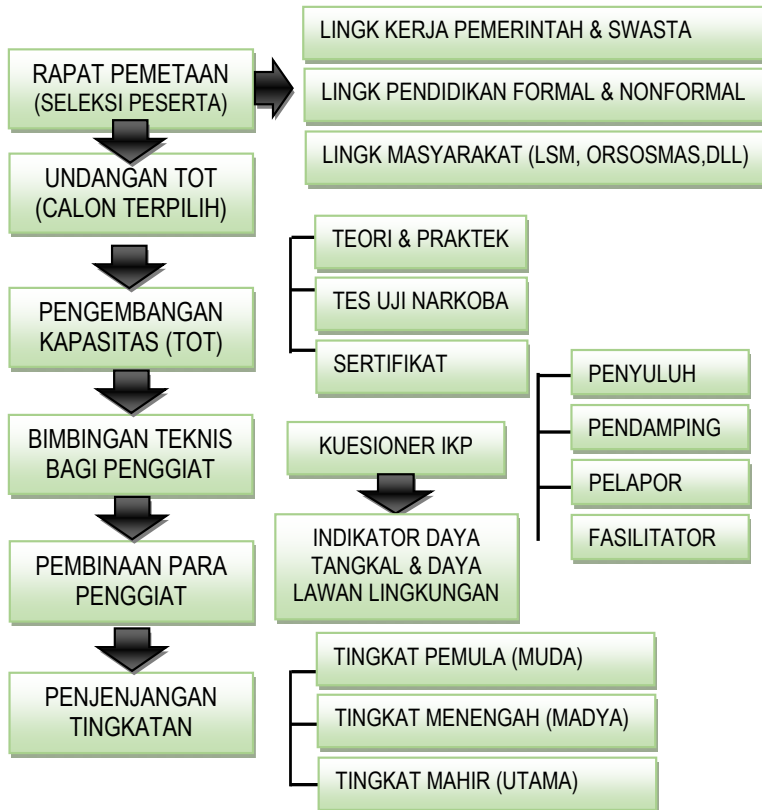 RAPAT PEMETAAN
(SELEKSI PESERTA)
LINGK KERJA PEMERINTAH & SWASTA
LINGK PENDIDIKAN FORMAL & NONFORMAL
LINGK MASYARAKAT (LSM, ORSOSMAS,DLL)
UNDANGAN TOT
(CALON TERPILIH)
PENGEMBANGAN
KAPASITAS (TOT)
TEORI & PRAKTEK
TES UJI NARKOBA
SERTIFIKAT
BIMBINGAN TEKNIS
BAGI PENGGIAT
KUESIONER IKP
INDIKATOR DAYA
TANGKAL & DAYA
LAWAN LINGKUNGAN
PENYULUH
PENDAMPING
PELAPOR
FASILITATOR
PEMBINAAN PARA
PENGGIAT
PENJENJANGAN
TINGKATAN
TINGKAT PEMULA (MUDA)
TINGKAT MENENGAH (MADYA)
TINGKAT MAHIR (UTAMA)